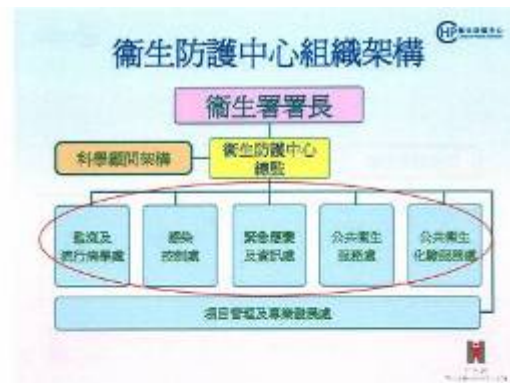 衞生防護中心組織架構
衞生署署長
科學顧問架構
衞生防護中心
總監
監測及
流行病學處
感染
控制處
緊急應變
及資訊處
公共衞生
服務處
公共衞生
化驗服務處
項目管理及專業發展處